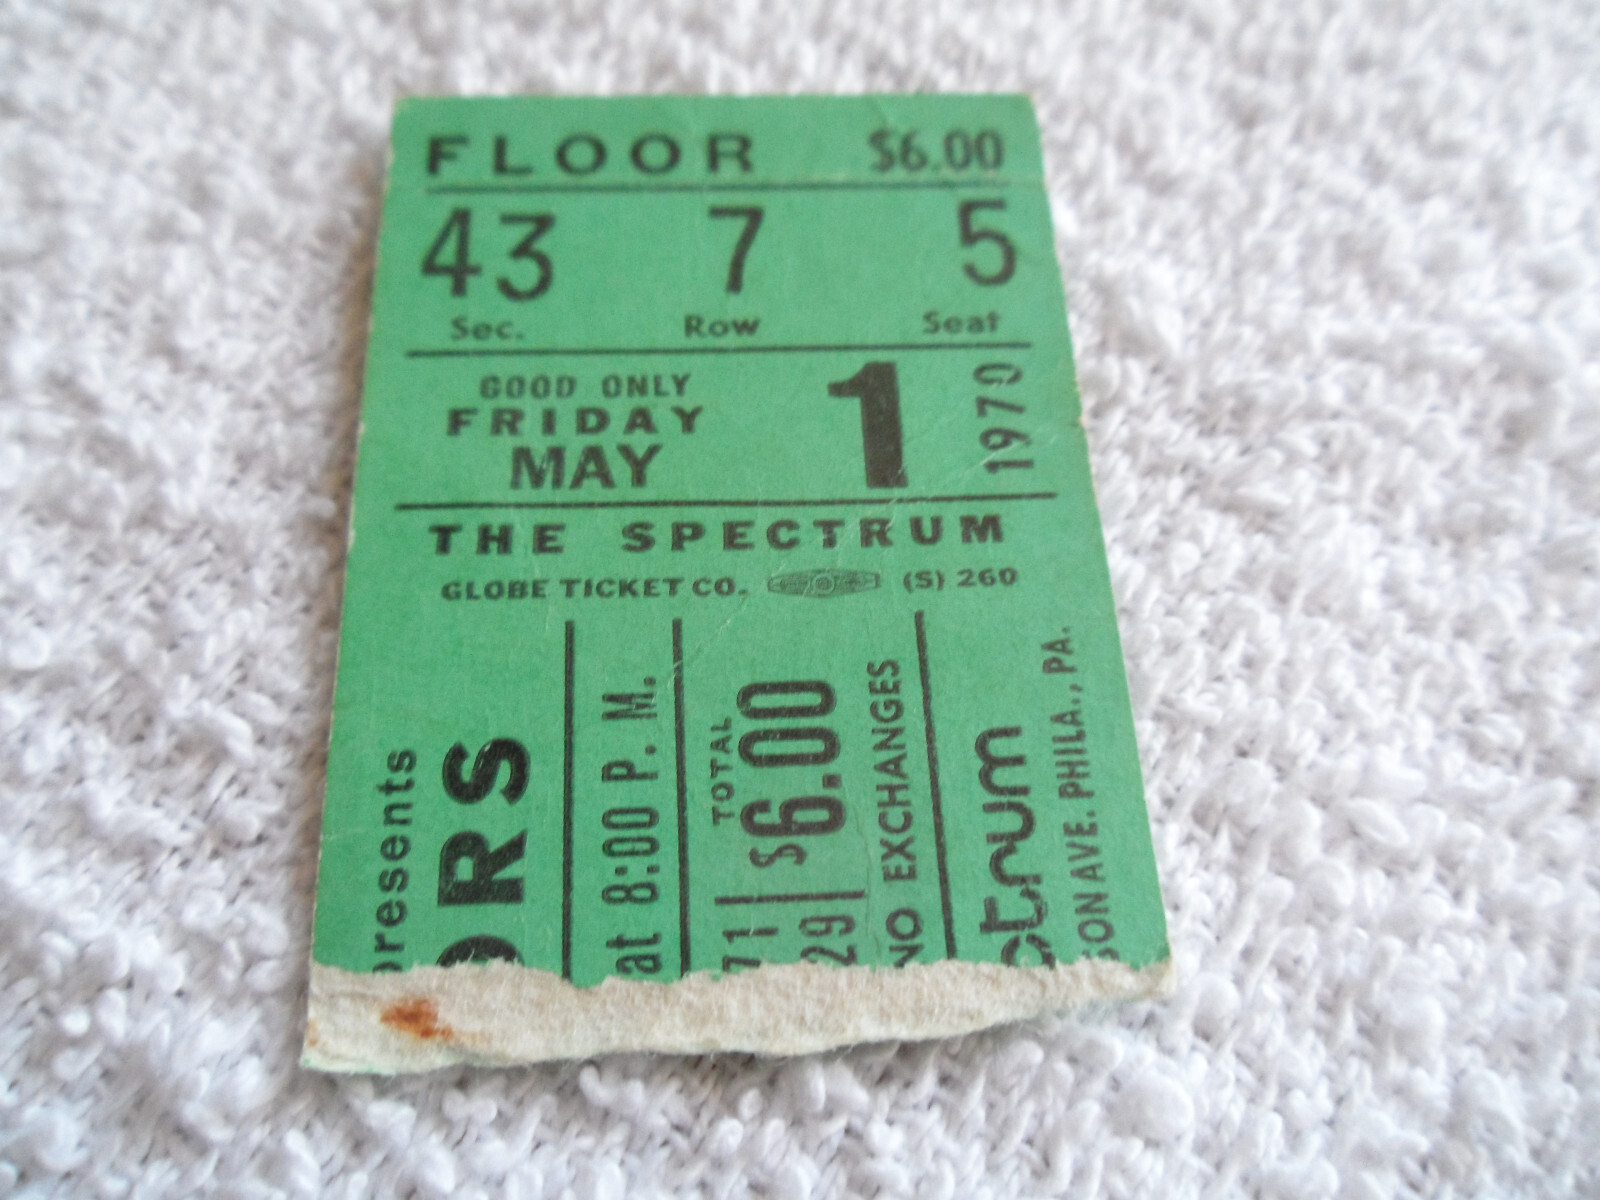 FLOOR $6.00
43 7 5
Sec. Row Seat
GOOD ONLY
FRIDAY
MAY 1 1970
THE SPECTRUM
GLOBE TICKET CO. (S) 260
presents
ORS
at 8:00 P. M.
71 TOTAL
29 $6.00
NO EXCHANGES
ctrum
SON AVE. PHILA., PA.